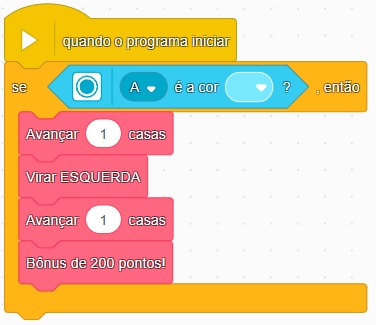 quando o programa iniciar
se A é a cor ? , então
Avançar 1 casas
Virar ESQUERDA
Avançar 1 casas
Bônus de 200 pontos!